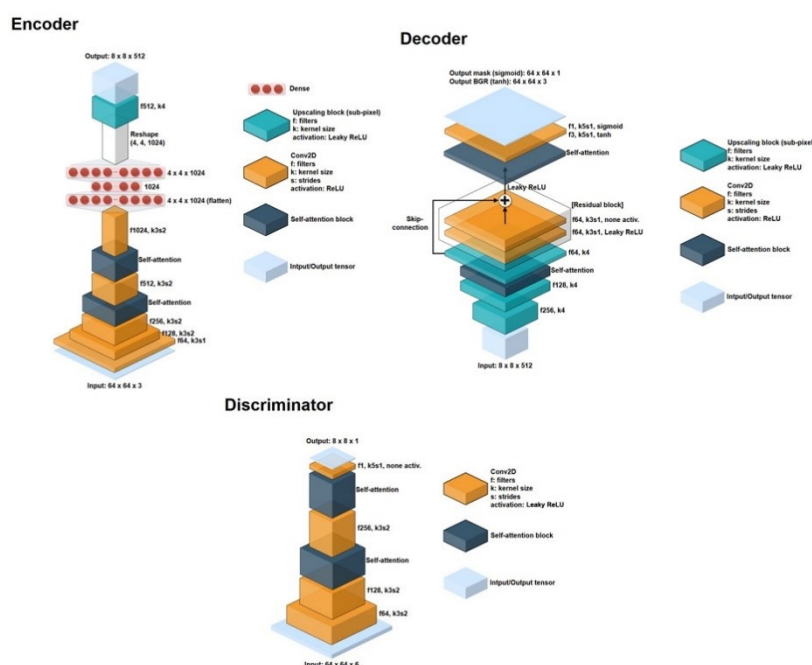 Encoder
Output: 8 x 8 x 512
f512, k4
Reshape
(4, 4, 1024)
4 x 4 x 1024
1024
4 x 4 x 1024 (flatten)
f1024, k3s2
Self-attention
f512, k3s2
Self-attention
f256, k3s2
f128, k3s2
f64, k3s1
Input: 64 x 64 x 3
Dense
Upscaling block (sub-pixel)
f: filters
k: kernel size
activation: Leaky ReLU
Conv2D
f: filters
k: kernel size
s: strides
activation: ReLU
Self-attention block
Intput/Output tensor
Decoder
Output mask (sigmoid): 64 x 64 x 1
Output BGR (tanh): 64 x 64 x 3
f1, k5s1, sigmoid
f3, k5s1, tanh
Self-attention
Leaky ReLU
[Residual block]
Skip-
connection
f64, k3s1, none activ.
f64, k3s1, Leaky ReLU
f64, k4
Self-attention
f128, k4
f256, k4
Input: 8 x 8 x 512
Upscaling block (sub-pixel)
f: filters
k: kernel size
activation: Leaky ReLU
Conv2D
f: filters
k: kernel size
s: strides
activation: ReLU
Self-attention block
Intput/Output tensor
Discriminator
Output: 8 x 8 x 1
f1, k5s1, none activ.
Self-attention
f256, k3s2
Self-attention
f128, k3s2
f64, k3s2
Input: 64 x 64 x 6
Conv2D
f: filters
k: kernel size
s: strides
activation: Leaky ReLU
Self-attention block
Intput/Output tensor